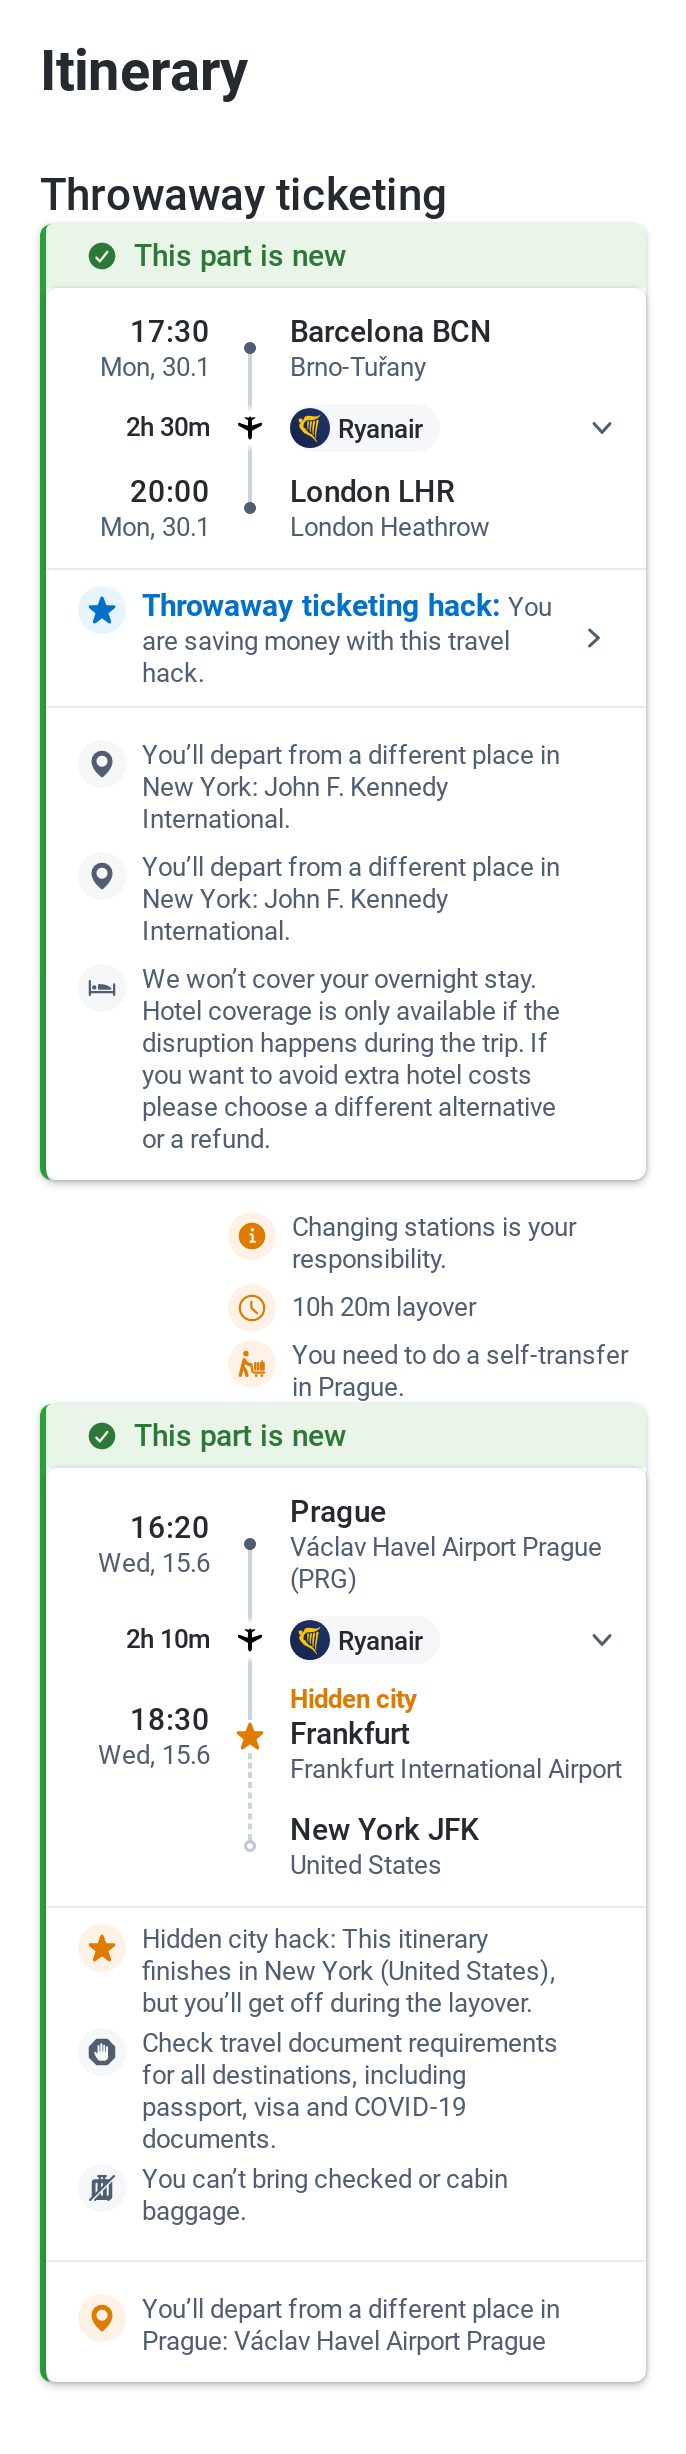 Itinerary
Throwaway ticketing
This part is new
17:30
Barcelona BCN
Mon, 30.1
Brno-Tuřany
2h 30m
Ryanair
20:00
London LHR
Mon, 30.1
London Heathrow
Throwaway ticketing hack: You
are saving money with this travel
hack.
You’ll depart from a different place in
New York: John F. Kennedy
International.
You’ll depart from a different place in
New York: John F. Kennedy
International.
We won’t cover your overnight stay.
Hotel coverage is only available if the
disruption happens during the trip. If
you want to avoid extra hotel costs
please choose a different alternative
or a refund.
Changing stations is your
responsibility.
10h 20m layover
You need to do a self-transfer
in Prague.
This part is new
16:20
Prague
Wed, 15.6
Václav Havel Airport Prague
(PRG)
2h 10m
Ryanair
Hidden city
18:30
Frankfurt
Wed, 15.6
Frankfurt International Airport
New York JFK
United States
Hidden city hack: This itinerary
finishes in New York (United States),
but you’ll get off during the layover.
Check travel document requirements
for all destinations, including
passport, visa and COVID-19
documents.
You can’t bring checked or cabin
baggage.
You’ll depart from a different place in
Prague: Václav Havel Airport Prague